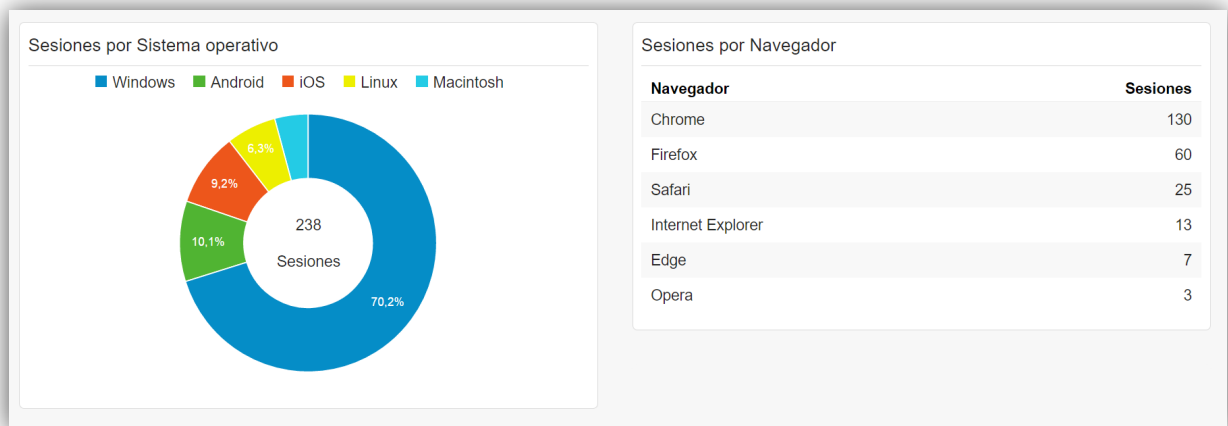 Sesiones por Sistema operativo
Windows Android iOS Linux Macintosh
6,3%
9,2%
10,1%
238
Sesiones
70,2%
Sesiones por Navegador
Navegador Sesiones
Chrome 130
Firefox 60
Safari 25
Internet Explorer 13
Edge 7
Opera 3